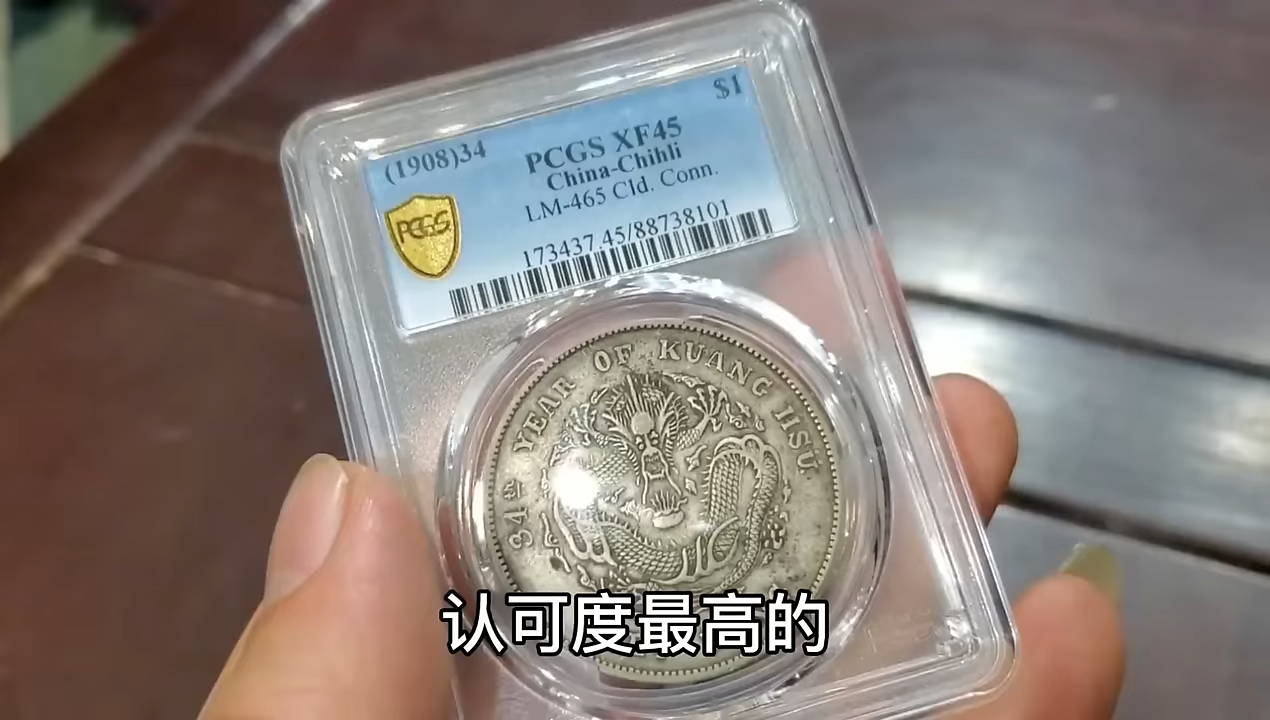 $1
(1908)34
PCGS XF45
China-Chihli
LM-465 Cld. Conn.
173437.45/88738101
PCGS
34th YEAR OF KUANG HSU
认可度最高的